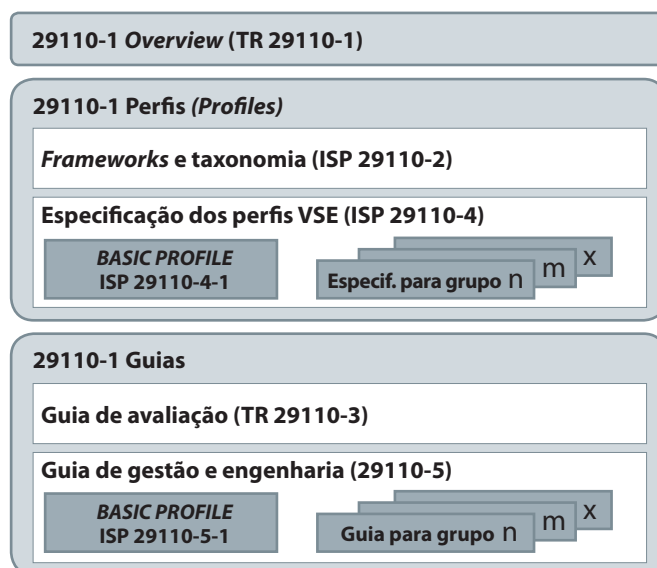 29110-1 Overview (TR 29110-1)
29110-1 Perfis (Profiles)
Frameworks e taxonomia (ISP 29110-2)
Especificação dos perfis VSE (ISP 29110-4)
BASIC PROFILE
ISP 29110-4-1
Especif. para grupo n
m
x
29110-1 Guias
Guia de avaliação (TR 29110-3)
Guia de gestão e engenharia (29110-5)
BASIC PROFILE
ISP 29110-5-1
Guia para grupo n
m
x